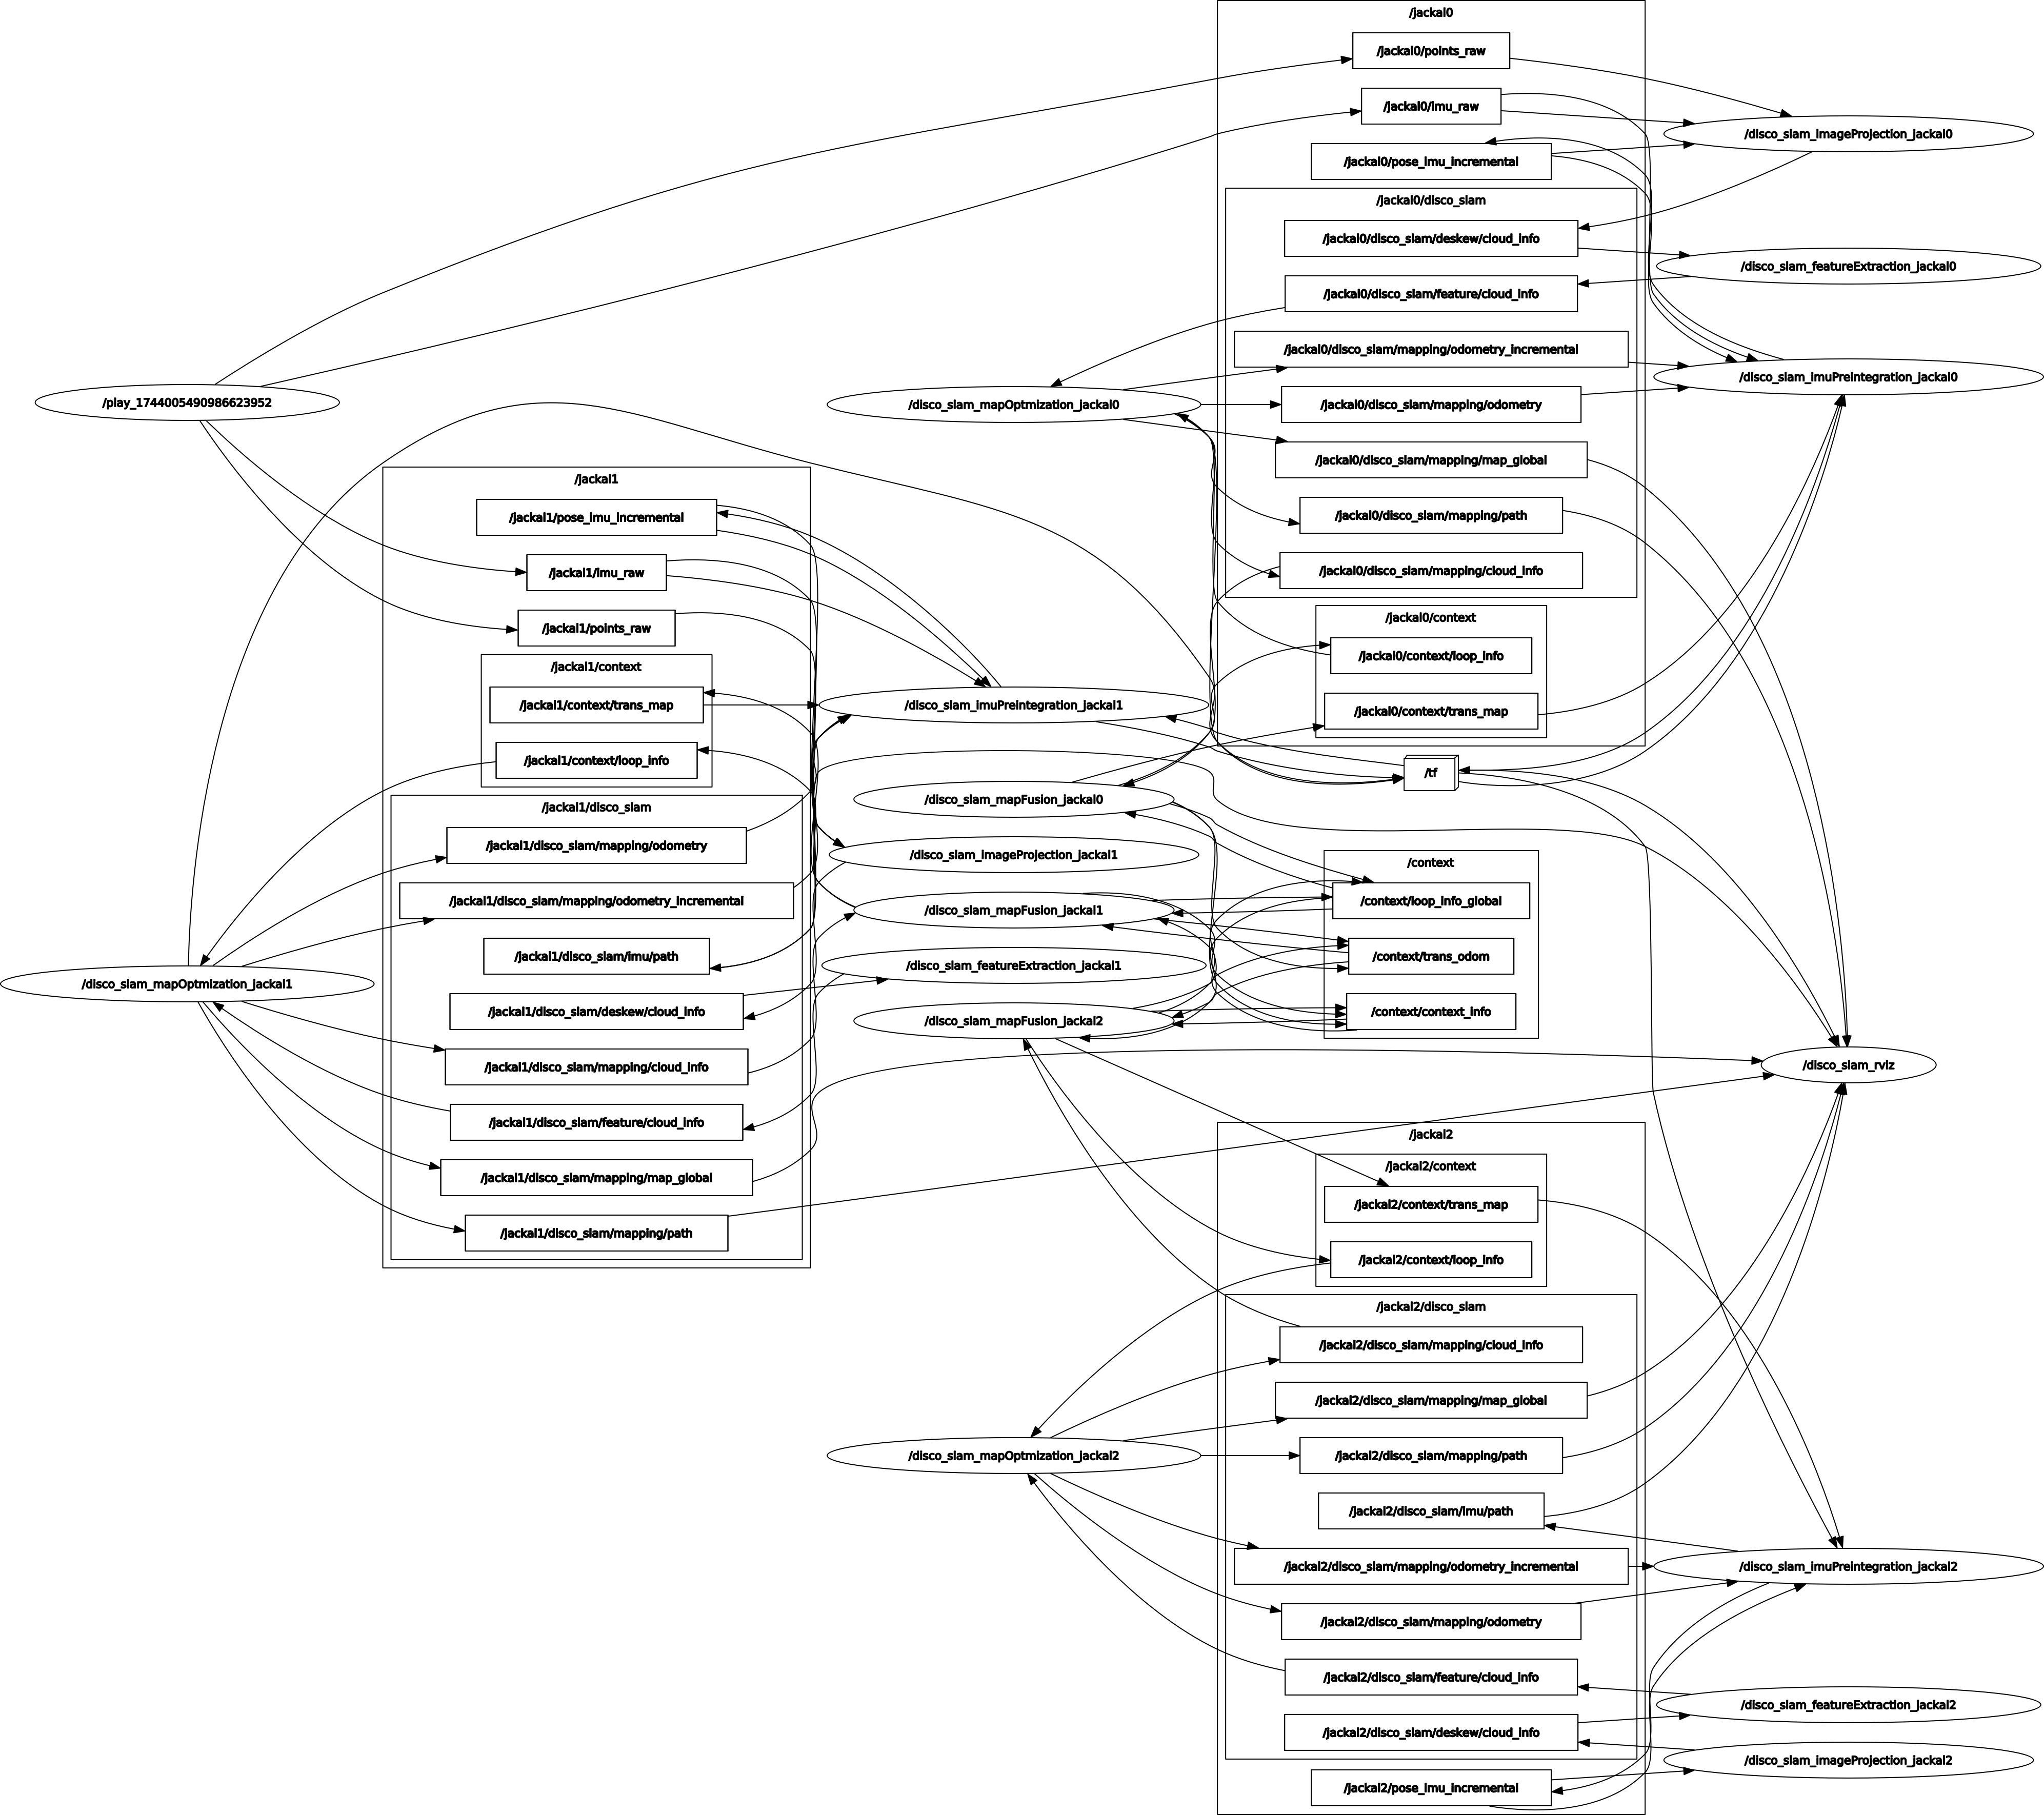 /jackal0
/jackal0/points_raw
/jackal0/imu_raw
/disco_slam_imageProjection_jackal0
/jackal0/pose_imu_incremental
/jackal0/disco_slam
/jackal0/disco_slam/deskew/cloud_info
/disco_slam_featureExtraction_jackal0
/jackal0/disco_slam/feature/cloud_info
/jackal0/disco_slam/mapping/odometry_incremental
/disco_slam_imuPreintegration_jackal0
/play_1744005490986623952
/disco_slam_mapOptmization_jackal0
/jackal0/disco_slam/mapping/odometry
/jackal0/disco_slam/mapping/map_global
/jackal1
/jackal1/pose_imu_incremental
/jackal0/disco_slam/mapping/path
/jackal1/imu_raw
/jackal0/disco_slam/mapping/cloud_info
/jackal0/context
/jackal1/points_raw
/jackal0/context/loop_info
/jackal1/context
/jackal1/context/trans_map
/disco_slam_imuPreintegration_jackal1
/jackal0/context/trans_map
/jackal1/context/loop_info
/tf
/disco_slam_mapFusion_jackal0
/jackal1/disco_slam
/jackal1/disco_slam/mapping/odometry
/disco_slam_imageProjection_jackal1
/context
/jackal1/disco_slam/mapping/odometry_incremental
/disco_slam_mapFusion_jackal1
/context/loop_info_global
/jackal1/disco_slam/imu/path
/disco_slam_featureExtraction_jackal1
/context/trans_odom
/disco_slam_mapOptmization_jackal1
/jackal1/disco_slam/deskew/cloud_info
/disco_slam_mapFusion_jackal2
/context/context_info
/jackal1/disco_slam/mapping/cloud_info
/disco_slam_rviz
/jackal1/disco_slam/feature/cloud_info
/jackal2
/jackal2/context
/jackal1/disco_slam/mapping/map_global
/jackal2/context/trans_map
/jackal1/disco_slam/mapping/path
/jackal2/context/loop_info
/jackal2/disco_slam
/jackal2/disco_slam/mapping/cloud_info
/jackal2/disco_slam/mapping/map_global
/disco_slam_mapOptmization_jackal2
/jackal2/disco_slam/mapping/path
/jackal2/disco_slam/imu/path
/jackal2/disco_slam/mapping/odometry_incremental
/disco_slam_imuPreintegration_jackal2
/jackal2/disco_slam/mapping/odometry
/jackal2/disco_slam/feature/cloud_info
/disco_slam_featureExtraction_jackal2
/jackal2/disco_slam/deskew/cloud_info
/disco_slam_imageProjection_jackal2
/jackal2/pose_imu_incremental